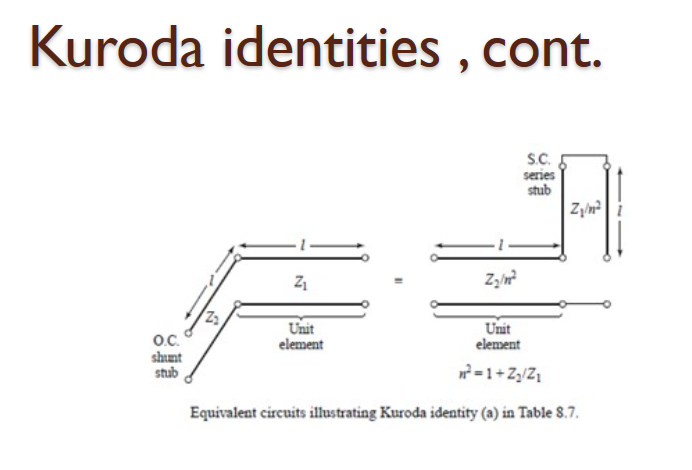 Kuroda identities , cont.
S.C.
series
stub
Z₁/n²
l
l
l
l
Z₁
=
Z₂/n²
Z₂
O.C.
shunt
stub
Unit
element
Unit
element
n² = 1 + Z₂/Z₁
Equivalent circuits illustrating Kuroda identity (a) in Table 8.7.